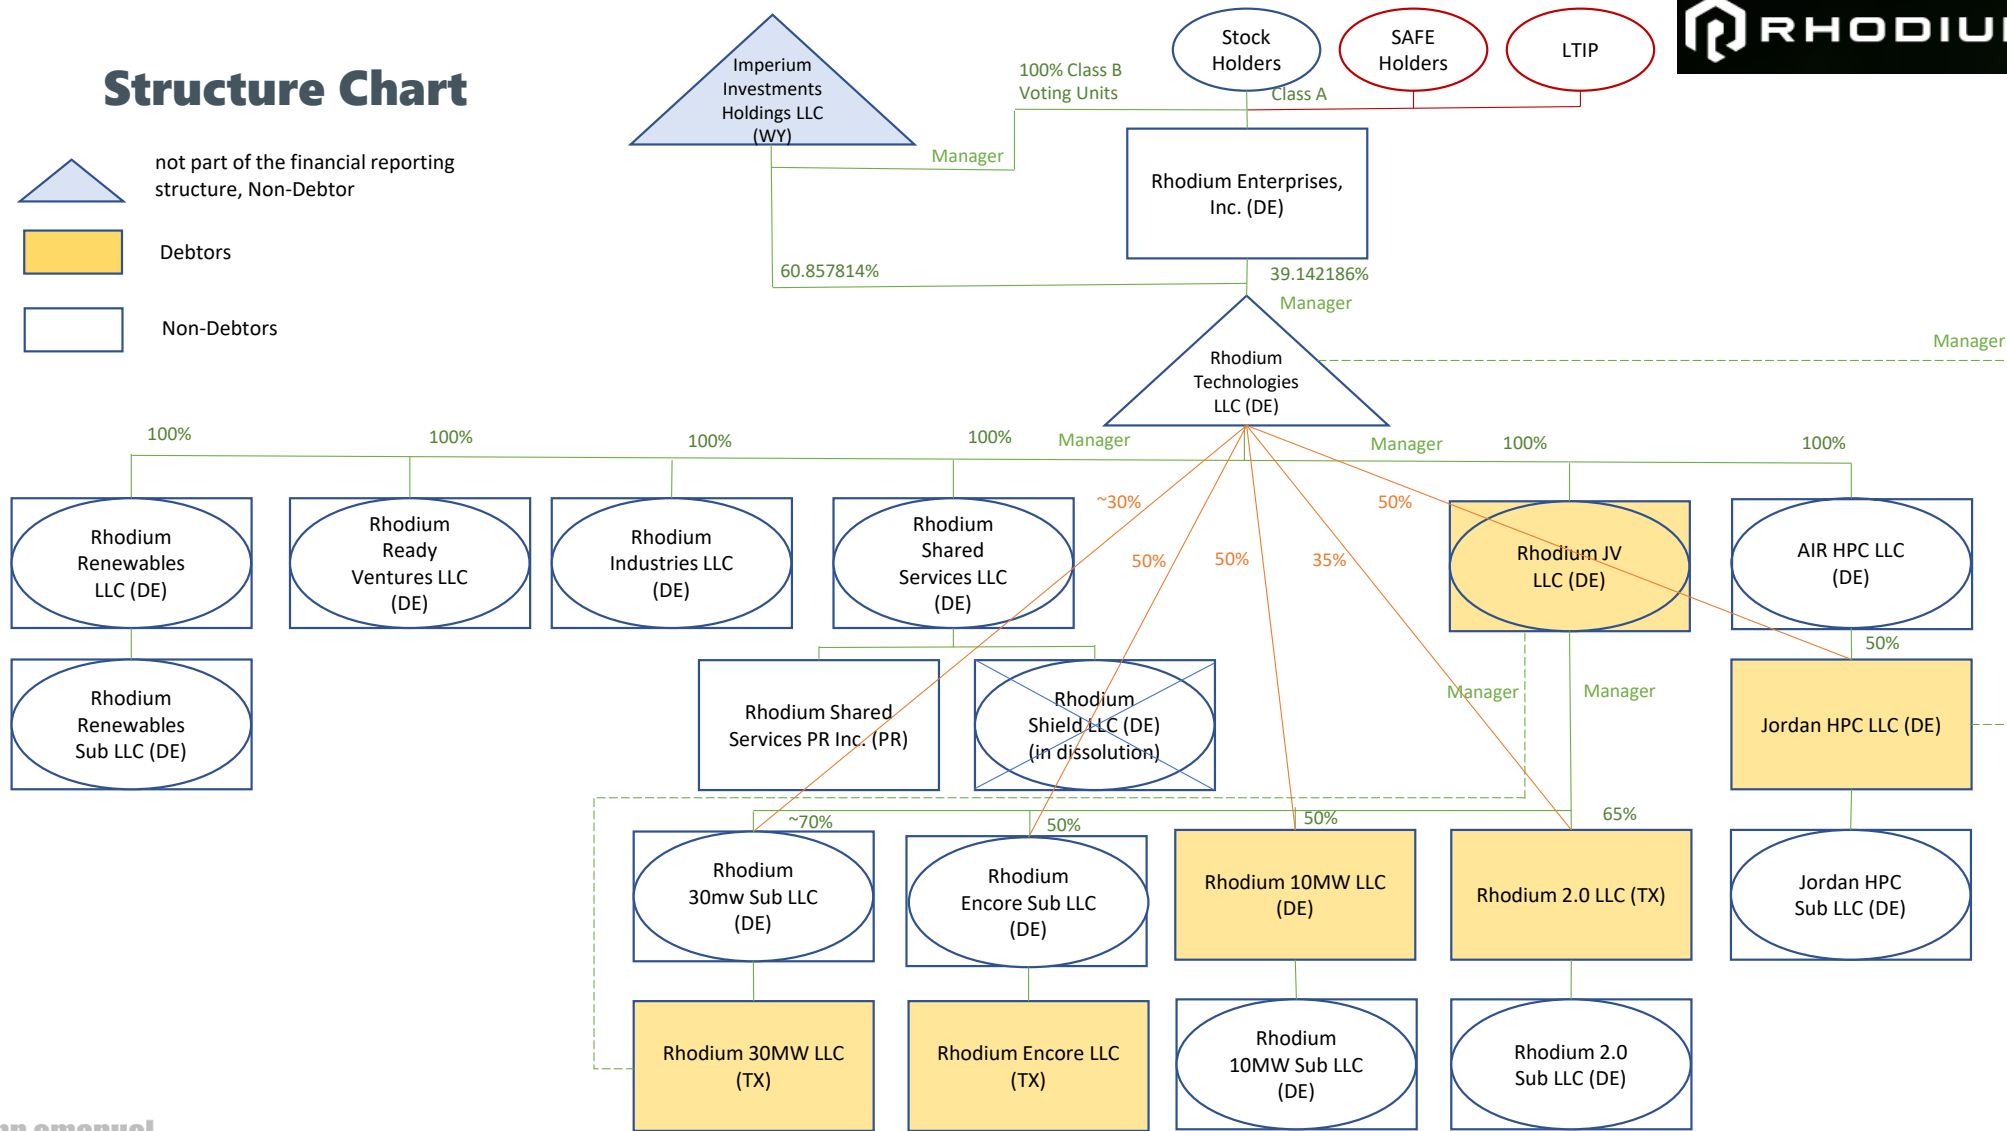 Structure Chart
not part of the financial reporting
structure, Non-Debtor
Debtors
Non-Debtors
Imperium
Investments
Holdings LLC
(WY)
Stock
Holders
SAFE
Holders
LTIP
RHODIU
100% Class B
Voting Units
Class A
Manager
Rhodium Enterprises,
Inc. (DE)
60.857814%
39.142186%
Manager
Manager
Rhodium
Technologies
LLC (DE)
100%
100%
100%
100%
Manager
Manager
100%
100%
Rhodium
Renewables
LLC (DE)
Rhodium
Ready
Ventures LLC
(DE)
Rhodium
Industries LLC
(DE)
Rhodium
Shared
Services LLC
(DE)
~30%
50%
50%
35%
50%
Rhodium JV
LLC (DE)
AIR HPC LLC
(DE)
50%
Rhodium
Renewables
Sub LLC (DE)
Rhodium Shared
Services PR Inc. (PR)
Rhodium
Shield LLC (DE)
(in dissolution)
Manager
Manager
Jordan HPC LLC (DE)
~70%
50%
50%
65%
Rhodium
30mw Sub LLC
(DE)
Rhodium
Encore Sub LLC
(DE)
Rhodium 10MW LLC
(DE)
Rhodium 2.0 LLC (TX)
Jordan HPC
Sub LLC (DE)
Rhodium 30MW LLC
(TX)
Rhodium Encore LLC
(TX)
Rhodium
10MW Sub LLC
(DE)
Rhodium 2.0
Sub LLC (DE)